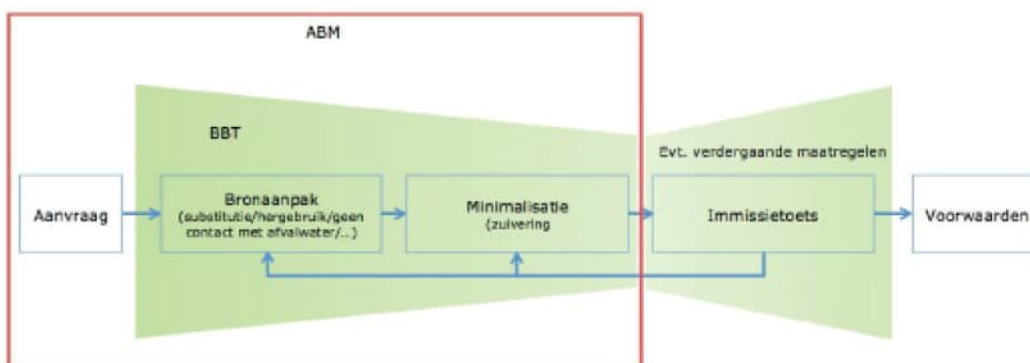 ABM
BBT
Evt. verdergaande maatregelen
Aanvraag
Bronaanpak
(substitutie/hergebruik/geen
contact met afvalwater/...)
Minimalisatie
(zuivering
Immissietoets
Voorwaarden